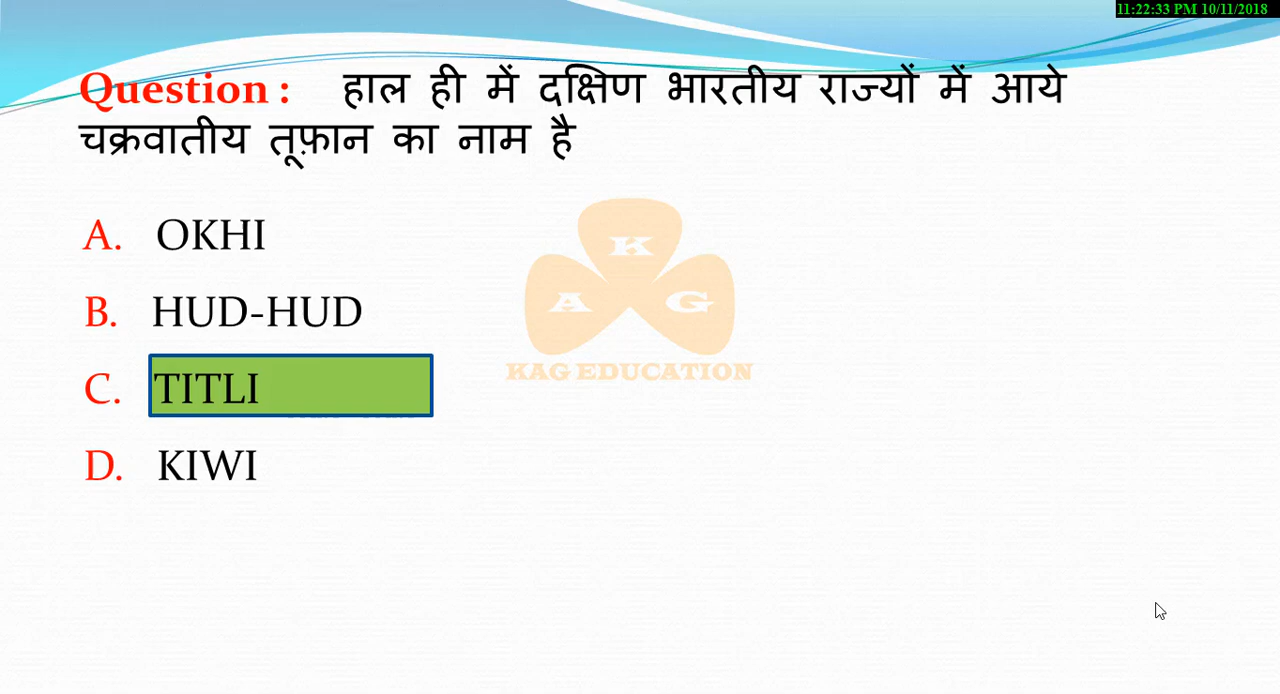 11:22:33 PM 10/11/2018
Question : हाल ही में दक्षिण भारतीय राज्यों में आये
चक्रवातीय तूफ़ान का नाम है
A. OKHI
B. HUD-HUD
C. TITLI
D. KIWI
K
A G
KAG EDUCATION